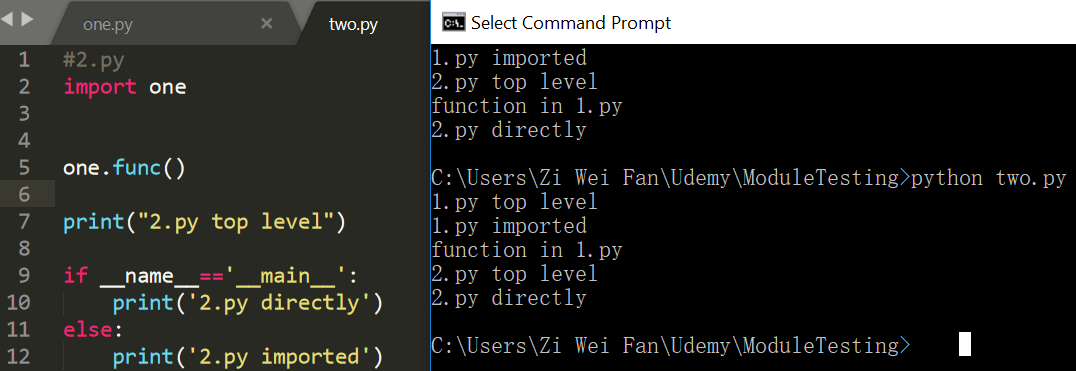 one.py ×
two.py
1 #2.py
2 import one
3
4
5 one.func()
6
7 print("2.py top level")
8
9 if __name__=='__main__':
10 print('2.py directly')
11 else:
12 print('2.py imported')
C:\. Select Command Prompt
1.py imported
2.py top level
function in 1.py
2.py directly
C:\Users\Zi Wei Fan\Udemy\ModuleTesting>python two.py
1.py top level
1.py imported
function in 1.py
2.py top level
2.py directly
C:\Users\Zi Wei Fan\Udemy\ModuleTesting>